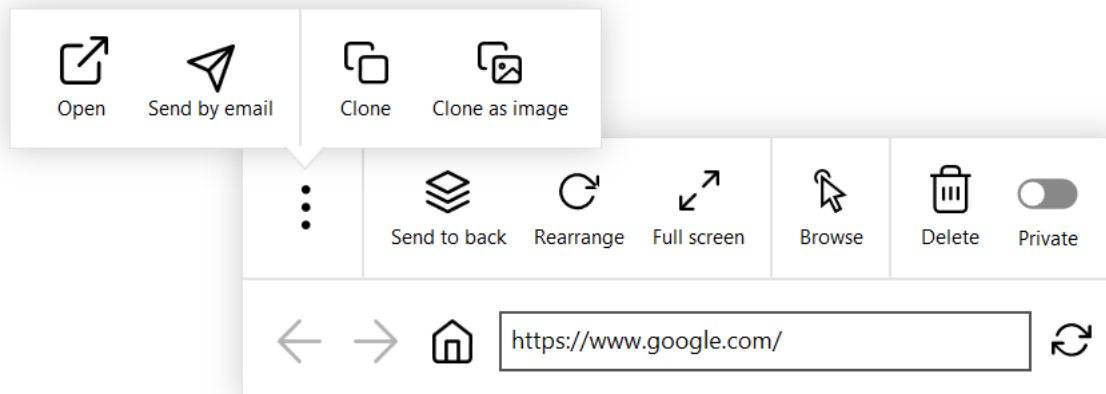 Open Send by email Clone Clone as image
Send to back Rearrange Full screen Browse Delete Private
https://www.google.com/